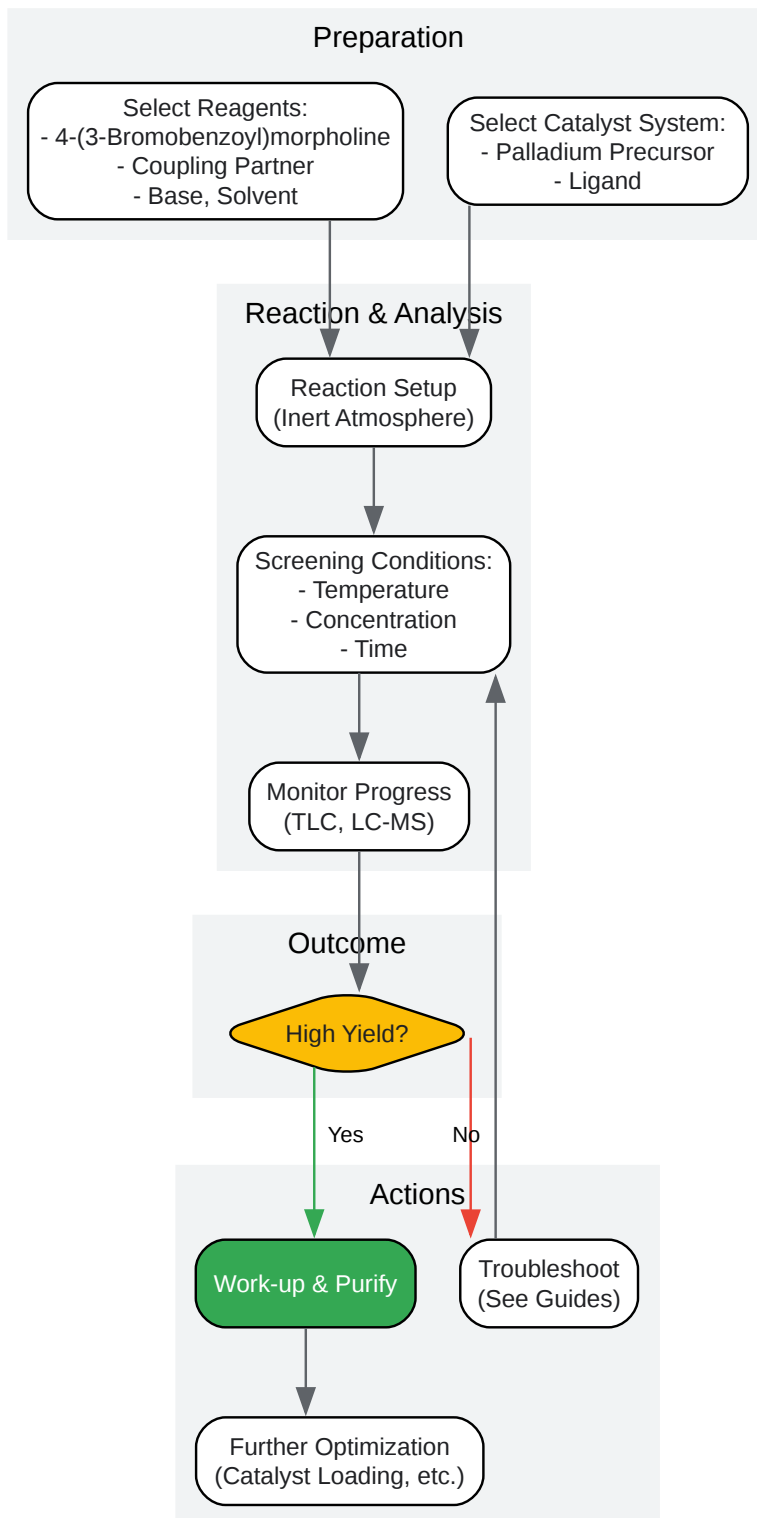 Preparation
Select Reagents:
- 4-(3-Bromobenzoyl)morpholine
- Coupling Partner
- Base, Solvent
Select Catalyst System:
- Palladium Precursor
- Ligand
Reaction & Analysis
Reaction Setup
(Inert Atmosphere)
Screening Conditions:
- Temperature
- Concentration
- Time
Monitor Progress
(TLC, LC-MS)
Outcome
High Yield?
Yes
No
Actions
Work-up & Purify
Troubleshoot
(See Guides)
Further Optimization
(Catalyst Loading, etc.)